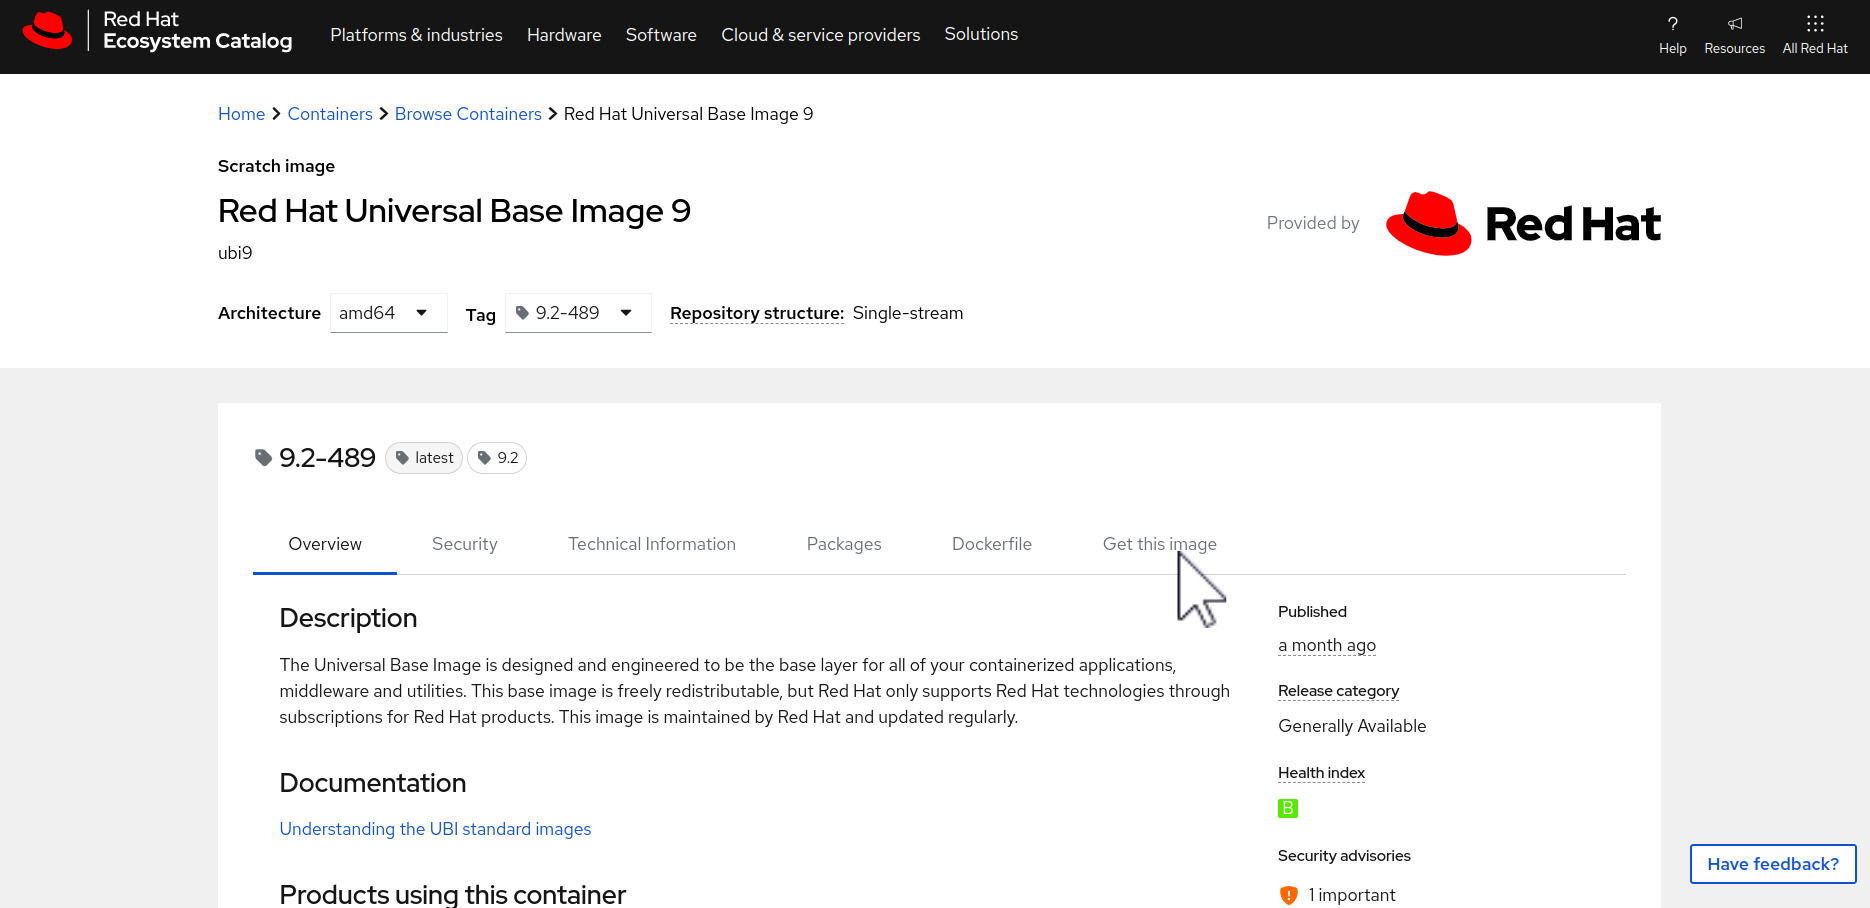 Red Hat
Ecosystem Catalog
Platforms & industries Hardware Software Cloud & service providers Solutions
? Help Resources All Red Hat
Home > Containers > Browse Containers > Red Hat Universal Base Image 9
Scratch image
Red Hat Universal Base Image 9
ubi9
Provided by Red Hat
Architecture amd64 Tag 9.2-489 Repository structure: Single-stream
9.2-489 latest 9.2
Overview Security Technical Information Packages Dockerfile Get this image
Description
The Universal Base Image is designed and engineered to be the base layer for all of your containerized applications,
middleware and utilities. This base image is freely redistributable, but Red Hat only supports Red Hat technologies through
subscriptions for Red Hat products. This image is maintained by Red Hat and updated regularly.
Documentation
Understanding the UBI standard images
Products using this container
Published
a month ago
Release category
Generally Available
Health index
B
Security advisories
1 important
Have feedback?